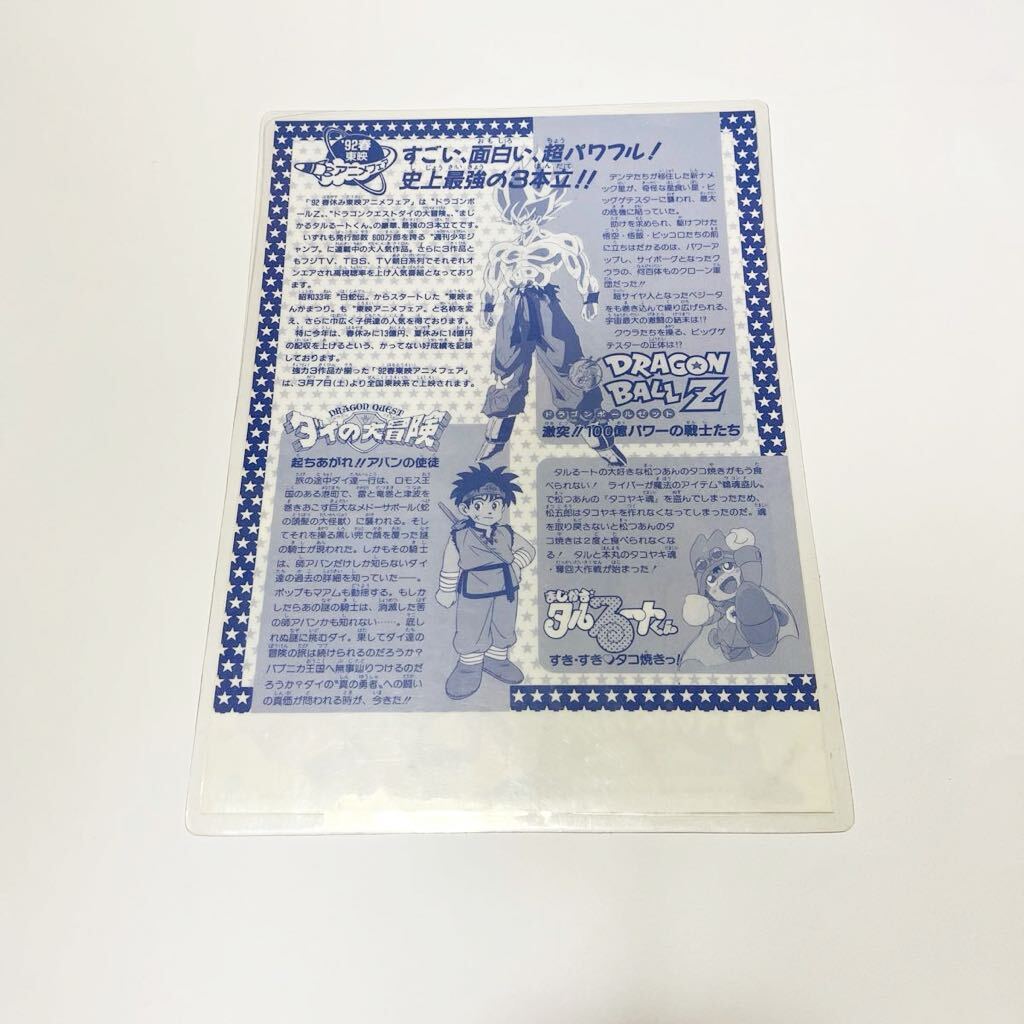 '92春
東映
アニメフェア
すごい、面白い、超パワフル!
史上最強の3本立!!
「'92春休み東映アニメフェア」は“ドラゴン
ボールZ〟、“ドラゴンクエストダイの大冒険〟、“まじ
かるタルるートくん〟の豪華、最強の3本立てです。
いずれも発行部数 600万部を誇る“週刊少年ジ
ャンプ〟に連載中の大人気作品。さらに3作品と
もフジTV、TBS、TV朝日系列でそれぞれオ
ンエアされ高視聴率を上げ人気番組となっており
ます。
昭和33年“白蛇伝〟からスタートした“東映ま
んがまつり〟も“東映アニメフェア〟と名称を変
え、さらに巾広く子供達の人気を得ております。
特に今年は、春休みに13億円、夏休みに14億円
の配収を上げるという、かつてない好成績を記録
しております。
強力3作品が揃った「'92春東映アニメフェア」
は、3月7日(土)より全国東映系で上映されます。
デンデたちが移住した新ナメ
ック星が、奇怪な星食い星・ビ
ッグゲテスターに襲われ、最大
の危機に陥っていた。
助けを求められ、駆けつけた
悟空・悟飯・ピッコロたちの前
に立ちはだかるのは、パワーア
ップし、サイボーグとなったク
ウラの、何百体ものクローン軍
団だった!!
超サイヤ人となったベジータ
をも巻き込んで繰り広げられる、
宇宙最大の激闘の結末は!?
クウラたちを操る、ビッグゲ
テスターの正体は!?
DRAGON
BALL Z
ドラゴンボールゼット
激突!!100億パワーの戦士たち
DRAGON QUEST
ダイの大冒険
起ちあがれ!!アバンの使徒
旅の途中ダイ達一行は、ロモス王
国のある港町で、雷と竜巻と津波を
巻きおこす巨大なメドーサボール(蛇
の頭髪の大怪獣)に襲われる。そし
てそれを操る黒い兜で顔を覆った謎
の騎士が現われた。しかもその騎士
は、師アバンだけしか知らないダイ
達の過去の詳細を知っていた——。
ポップもマァムも動揺する。もしか
したらあの謎の騎士は、消滅した筈
の師アバンかも知れない……。底し
れぬ謎に挑むダイ。果してダイ達の
冒険の旅は続けられるのだろうか?
パプニカ王国へ無事辿りつけるのだ
ろうか?ダイの“真の勇者〟への闘い
の真価が問われる時が、今きた!!
タルるートの大好きな松つあんのタコ焼きがもう食
べられない! ライバーが魔法のアイテム“鶴魂盗ル〟
で松つあんの「タコヤキ魂」を盗んでしまったため、
松五郎はタコヤキを作れなくなってしまったのだ。魂
を取り戻さないと松つあんのタ
コ焼きは2度と食べられなくな
る! タルと本丸のタコヤキ魂
・奪回大作戦が始まった!
まじかる
タルるートくん
すき・すき♡タコ焼きっ!